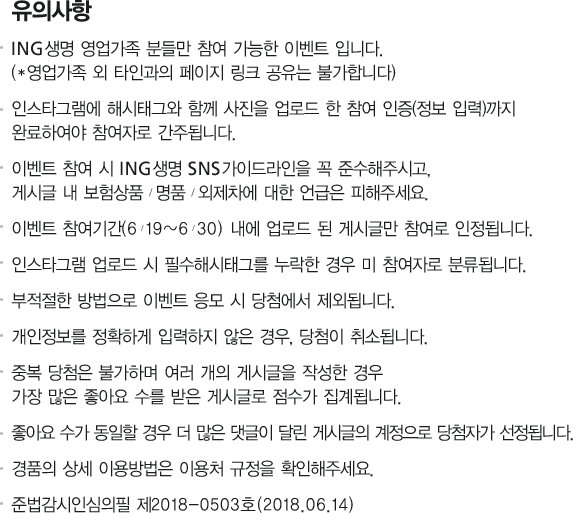 유의사항
· ING생명 영업가족 분들만 참여 가능한 이벤트 입니다.
(*영업가족 외 타인과의 페이지 링크 공유는 불가합니다)
· 인스타그램에 해시태그와 함께 사진을 업로드 한 참여 인증(정보 입력)까지
완료하여야 참여자로 간주됩니다.
· 이벤트 참여 시 ING생명 SNS가이드라인을 꼭 준수해주시고,
게시글 내 보험상품 / 명품 / 외제차에 대한 언급은 피해주세요.
· 이벤트 참여기간(6/19~6/30) 내에 업로드 된 게시글만 참여로 인정됩니다.
· 인스타그램 업로드 시 필수해시태그를 누락한 경우 미 참여자로 분류됩니다.
· 부적절한 방법으로 이벤트 응모 시 당첨에서 제외됩니다.
· 개인정보를 정확하게 입력하지 않은 경우, 당첨이 취소됩니다.
· 중복 당첨은 불가하며 여러 개의 게시글을 작성한 경우
가장 많은 좋아요 수를 받은 게시글로 점수가 집계됩니다.
· 좋아요 수가 동일할 경우 더 많은 댓글이 달린 게시글의 계정으로 당첨자가 선정됩니다.
· 경품의 상세 이용방법은 이용처 규정을 확인해주세요.
· 준법감시인심의필 제2018-0503호(2018.06.14)